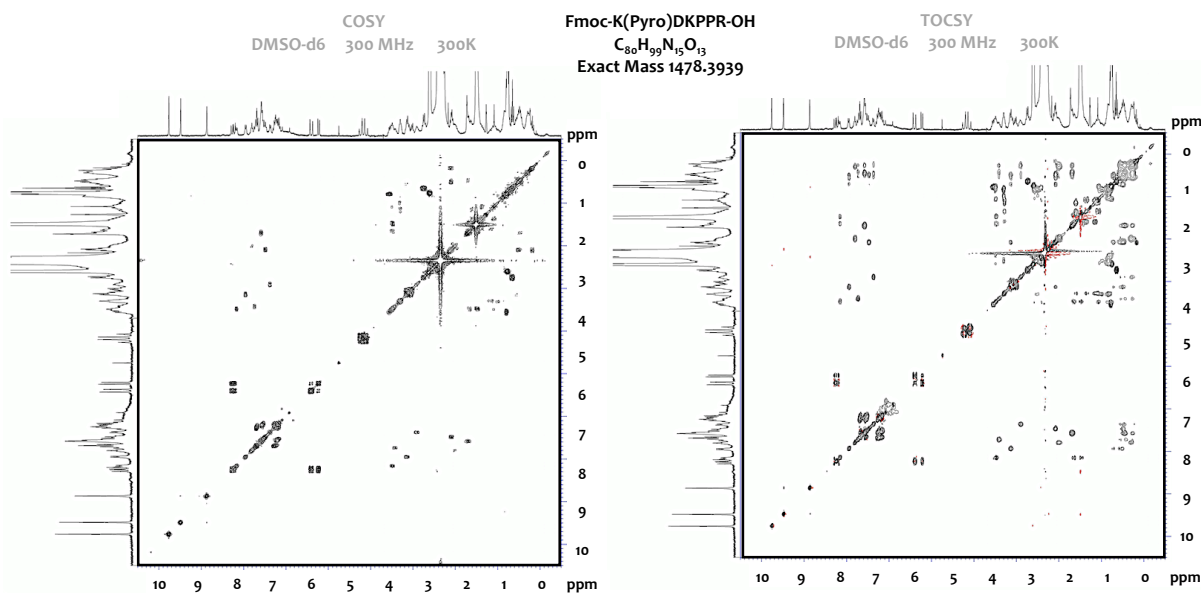 COSY
DMSO-d6 300 MHz 300K
Fmoc-K(Pyro)DKPPR-OH
C₈₀H₉₉N₁₅O₁₃
Exact Mass 1478.3939
TOCSY
DMSO-d6 300 MHz 300K
ppm
0
1
2
3
4
5
6
7
8
9
10
10 9 8 7 6 5 4 3 2 1 0 ppm
ppm
0
1
2
3
4
5
6
7
8
9
10
10 9 8 7 6 5 4 3 2 1 0 ppm